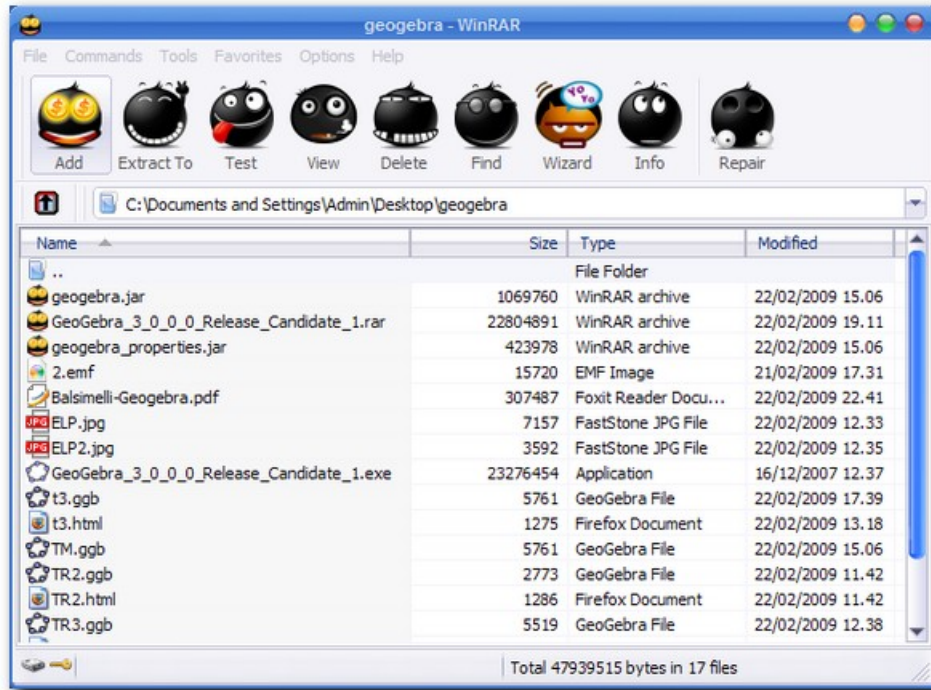 geogebra - WinRAR
File Commands Tools Favorites Options Help
YO YO
Add Extract To Test View Delete Find Wizard Info Repair
C:\Documents and Settings\Admin\Desktop\geogebra
Name Size Type Modified
.. File Folder
geogebra.jar 1069760 WinRAR archive 22/02/2009 15.06
GeoGebra_3_0_0_0_Release_Candidate_1.rar 22804891 WinRAR archive 22/02/2009 19.11
geogebra_properties.jar 423978 WinRAR archive 22/02/2009 15.06
2.emf 15720 EMF Image 21/02/2009 17.31
Balsimelli-Geogebra.pdf 307487 Foxit Reader Docu... 22/02/2009 22.41
JPG ELP.jpg 7157 FastStone JPG File 22/02/2009 12.33
JPG ELP2.jpg 3592 FastStone JPG File 22/02/2009 12.35
GeoGebra_3_0_0_0_Release_Candidate_1.exe 23276454 Application 16/12/2007 12.37
t3.ggb 5761 GeoGebra File 22/02/2009 17.39
t3.html 1275 Firefox Document 22/02/2009 13.18
TM.ggb 5761 GeoGebra File 22/02/2009 15.06
TR2.ggb 2773 GeoGebra File 22/02/2009 11.42
TR2.html 1286 Firefox Document 22/02/2009 11.42
TR3.ggb 5519 GeoGebra File 22/02/2009 12.38
Total 47939515 bytes in 17 files